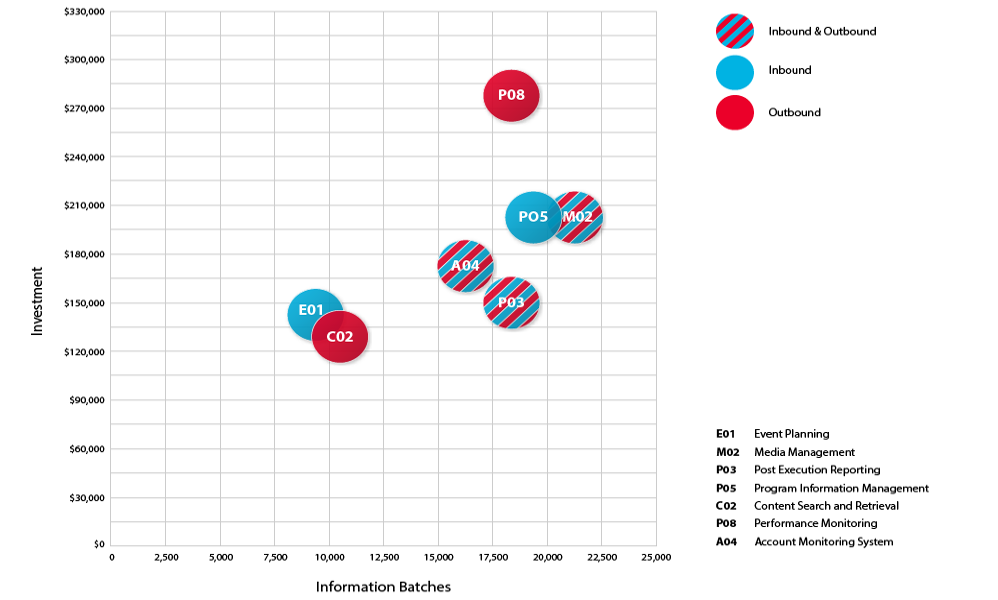 $330,000
$300,000
$270,000
$240,000
$210,000
$180,000
$150,000
$120,000
$90,000
$60,000
$30,000
$0
Investment
0 2,500 5,000 7,500 10,000 12,500 15,000 17,500 20,000 22,500 25,000
Information Batches
P08
PO5
M02
A04
P03
E01
C02
Inbound & Outbound
Inbound
Outbound
E01 Event Planning
M02 Media Management
P03 Post Execution Reporting
P05 Program Information Management
C02 Content Search and Retrieval
P08 Performance Monitoring
A04 Account Monitoring System